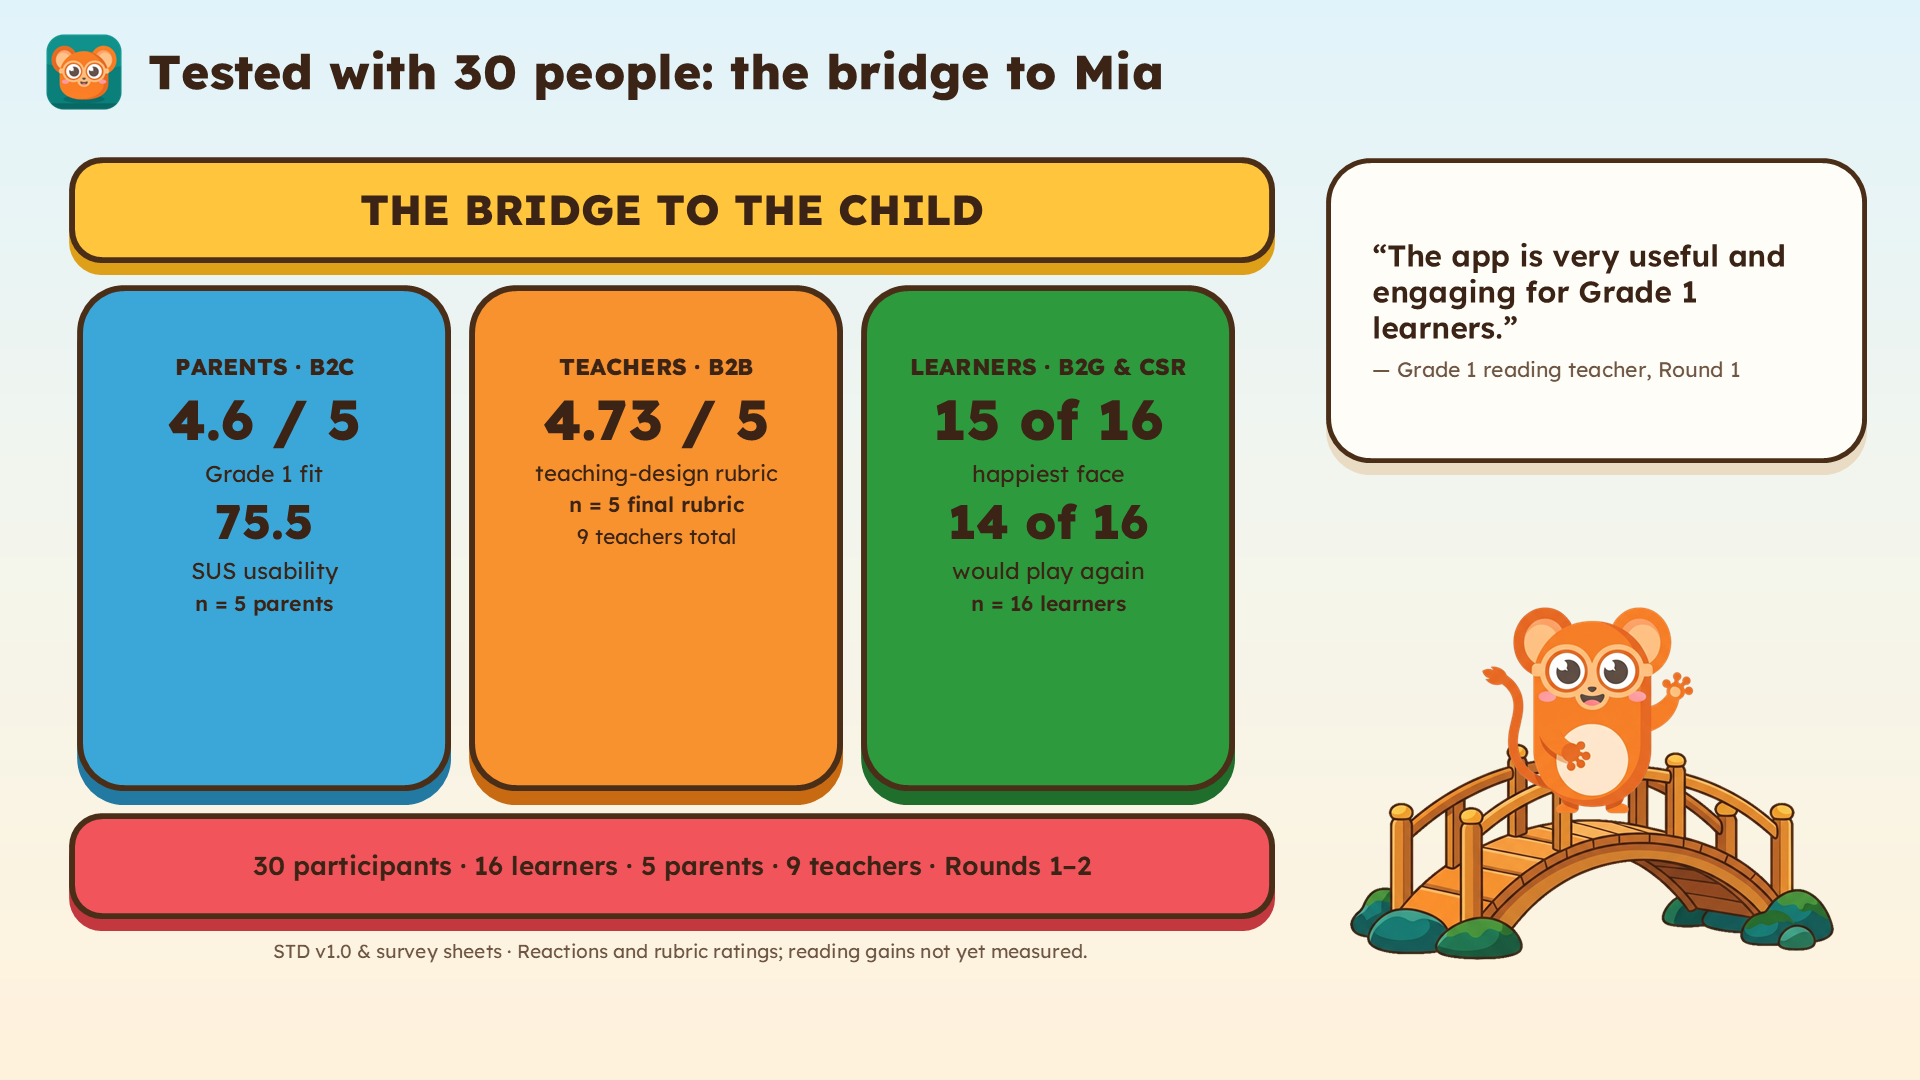 Tested with 30 people: the bridge to Mia
THE BRIDGE TO THE CHILD
PARENTS · B2C
4.6 / 5
Grade 1 fit
75.5
SUS usability
n = 5 parents
TEACHERS · B2B
4.73 / 5
teaching-design rubric
n = 5 final rubric
9 teachers total
LEARNERS · B2G & CSR
15 of 16
happiest face
14 of 16
would play again
n = 16 learners
30 participants · 16 learners · 5 parents · 9 teachers · Rounds 1–2
STD v1.0 & survey sheets · Reactions and rubric ratings; reading gains not yet measured.
“The app is very useful and
engaging for Grade 1
learners.”
— Grade 1 reading teacher, Round 1